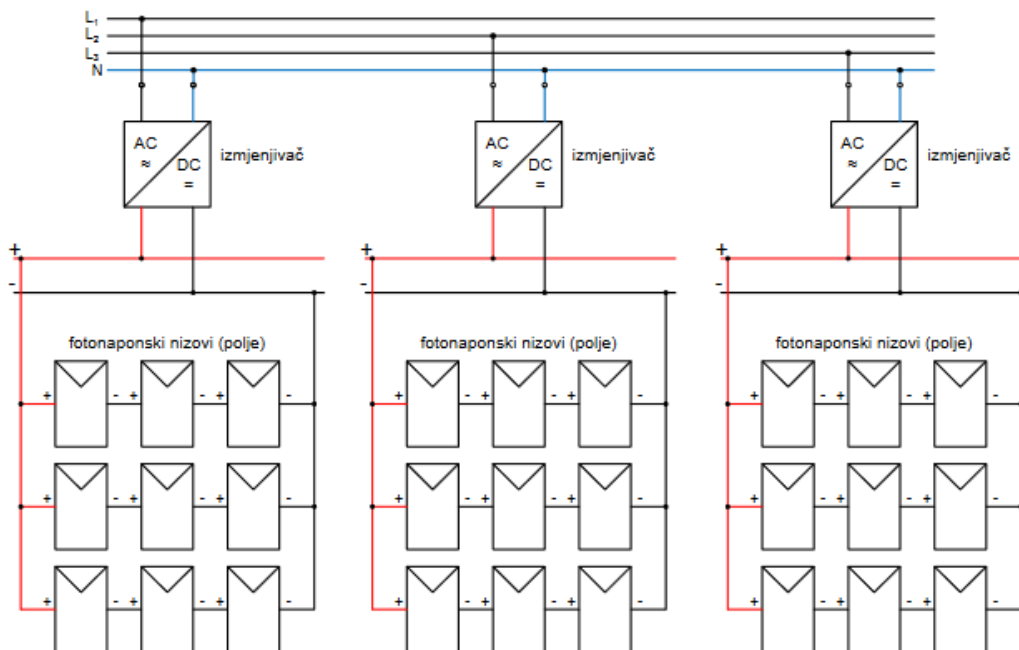 L₁
L₂
L₃
N
AC
≈
DC
=
izmjenjivač
AC
≈
DC
=
izmjenjivač
AC
≈
DC
=
izmjenjivač
+
-
+
-
+
-
fotonaponski nizovi (polje)
fotonaponski nizovi (polje)
fotonaponski nizovi (polje)
+ - + - + -
+ - + - + -
+ - + - + -
+ - + - + -
+ - + - + -
+ - + - + -
+ - + - + -
+ - + - + -
+ - + - + -